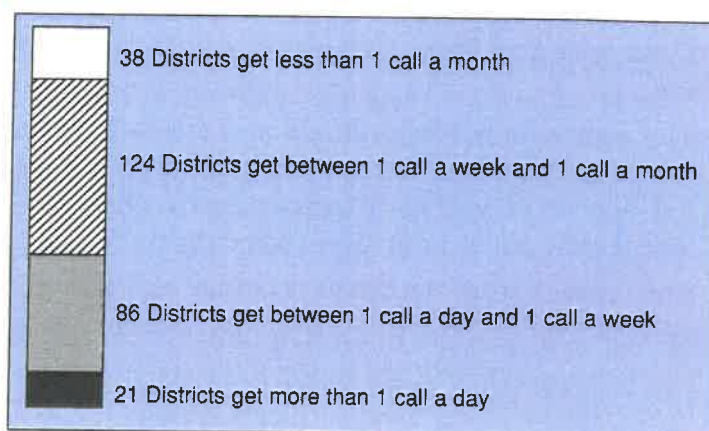 38 Districts get less than 1 call a month
124 Districts get between 1 call a week and 1 call a month
86 Districts get between 1 call a day and 1 call a week
21 Districts get more than 1 call a day